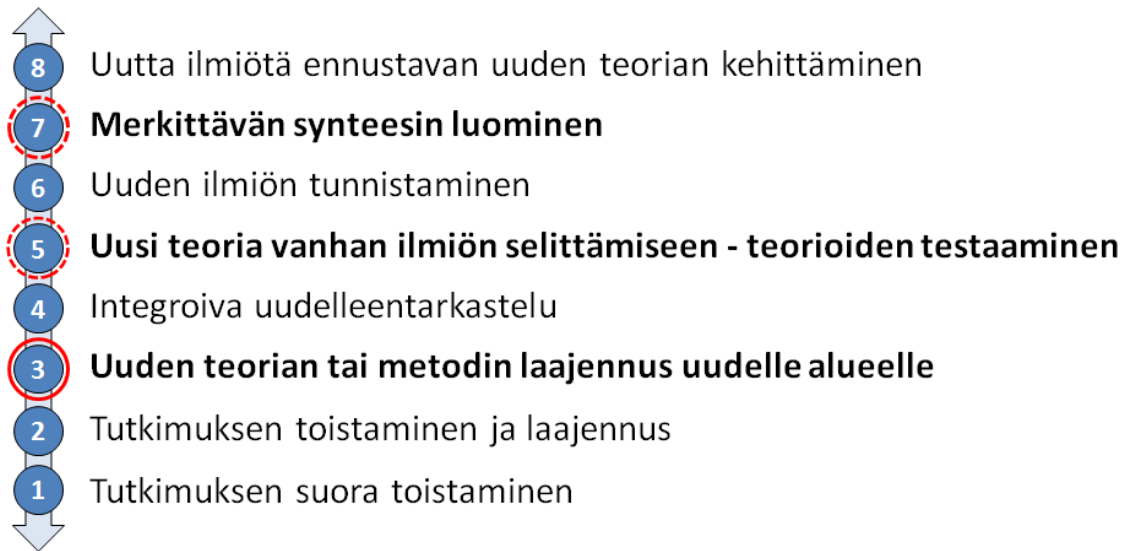 8 Uutta ilmiötä ennustavan uuden teorian kehittäminen
7 Merkittävän synteesin luominen
6 Uuden ilmiön tunnistaminen
5 Uusi teoria vanhan ilmiön selittämiseen - teorioiden testaaminen
4 Integroiva uudelleentarkastelu
3 Uuden teorian tai metodin laajennus uudelle alueelle
2 Tutkimuksen toistaminen ja laajennus
1 Tutkimuksen suora toistaminen